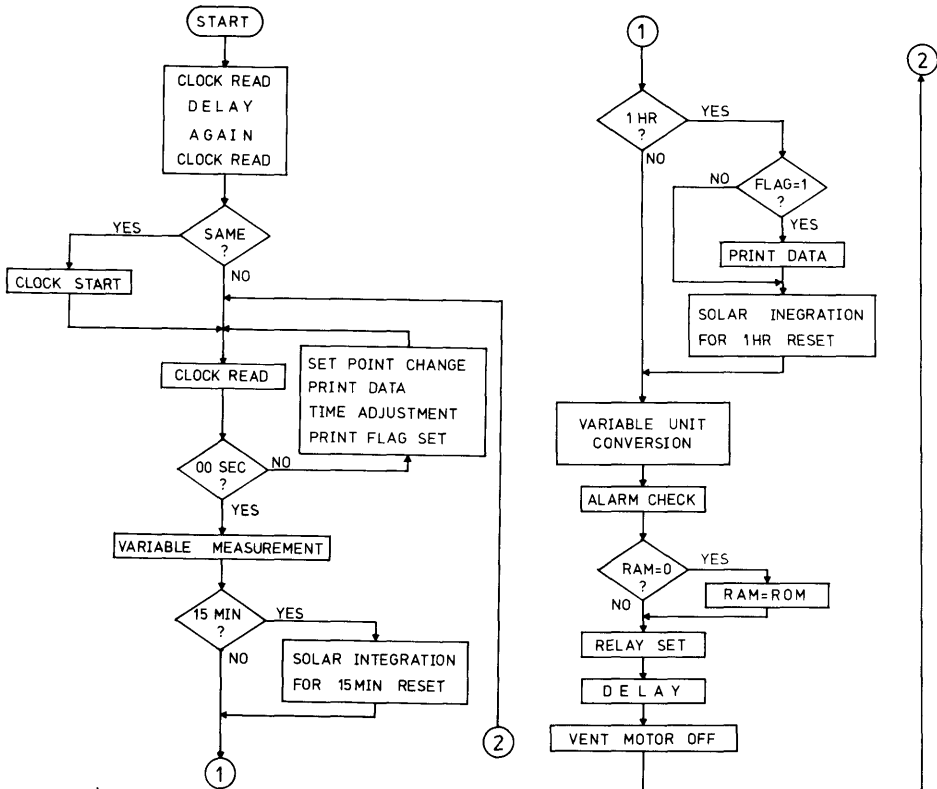 START
CLOCK READ
DELAY
AGAIN
CLOCK READ
SAME
?
YES
NO
CLOCK START
CLOCK READ
SET POINT CHANGE
PRINT DATA
TIME ADJUSTMENT
PRINT FLAG SET
00 SEC
?
NO
YES
VARIABLE MEASUREMENT
15 MIN
?
YES
NO
SOLAR INTEGRATION
FOR 15MIN RESET
1
2
1
1 HR
?
YES
NO
FLAG=1
?
NO
YES
PRINT DATA
SOLAR INEGRATION
FOR 1HR RESET
VARIABLE UNIT
CONVERSION
ALARM CHECK
RAM=0
?
YES
NO
RAM=ROM
RELAY SET
DELAY
VENT MOTOR OFF
2